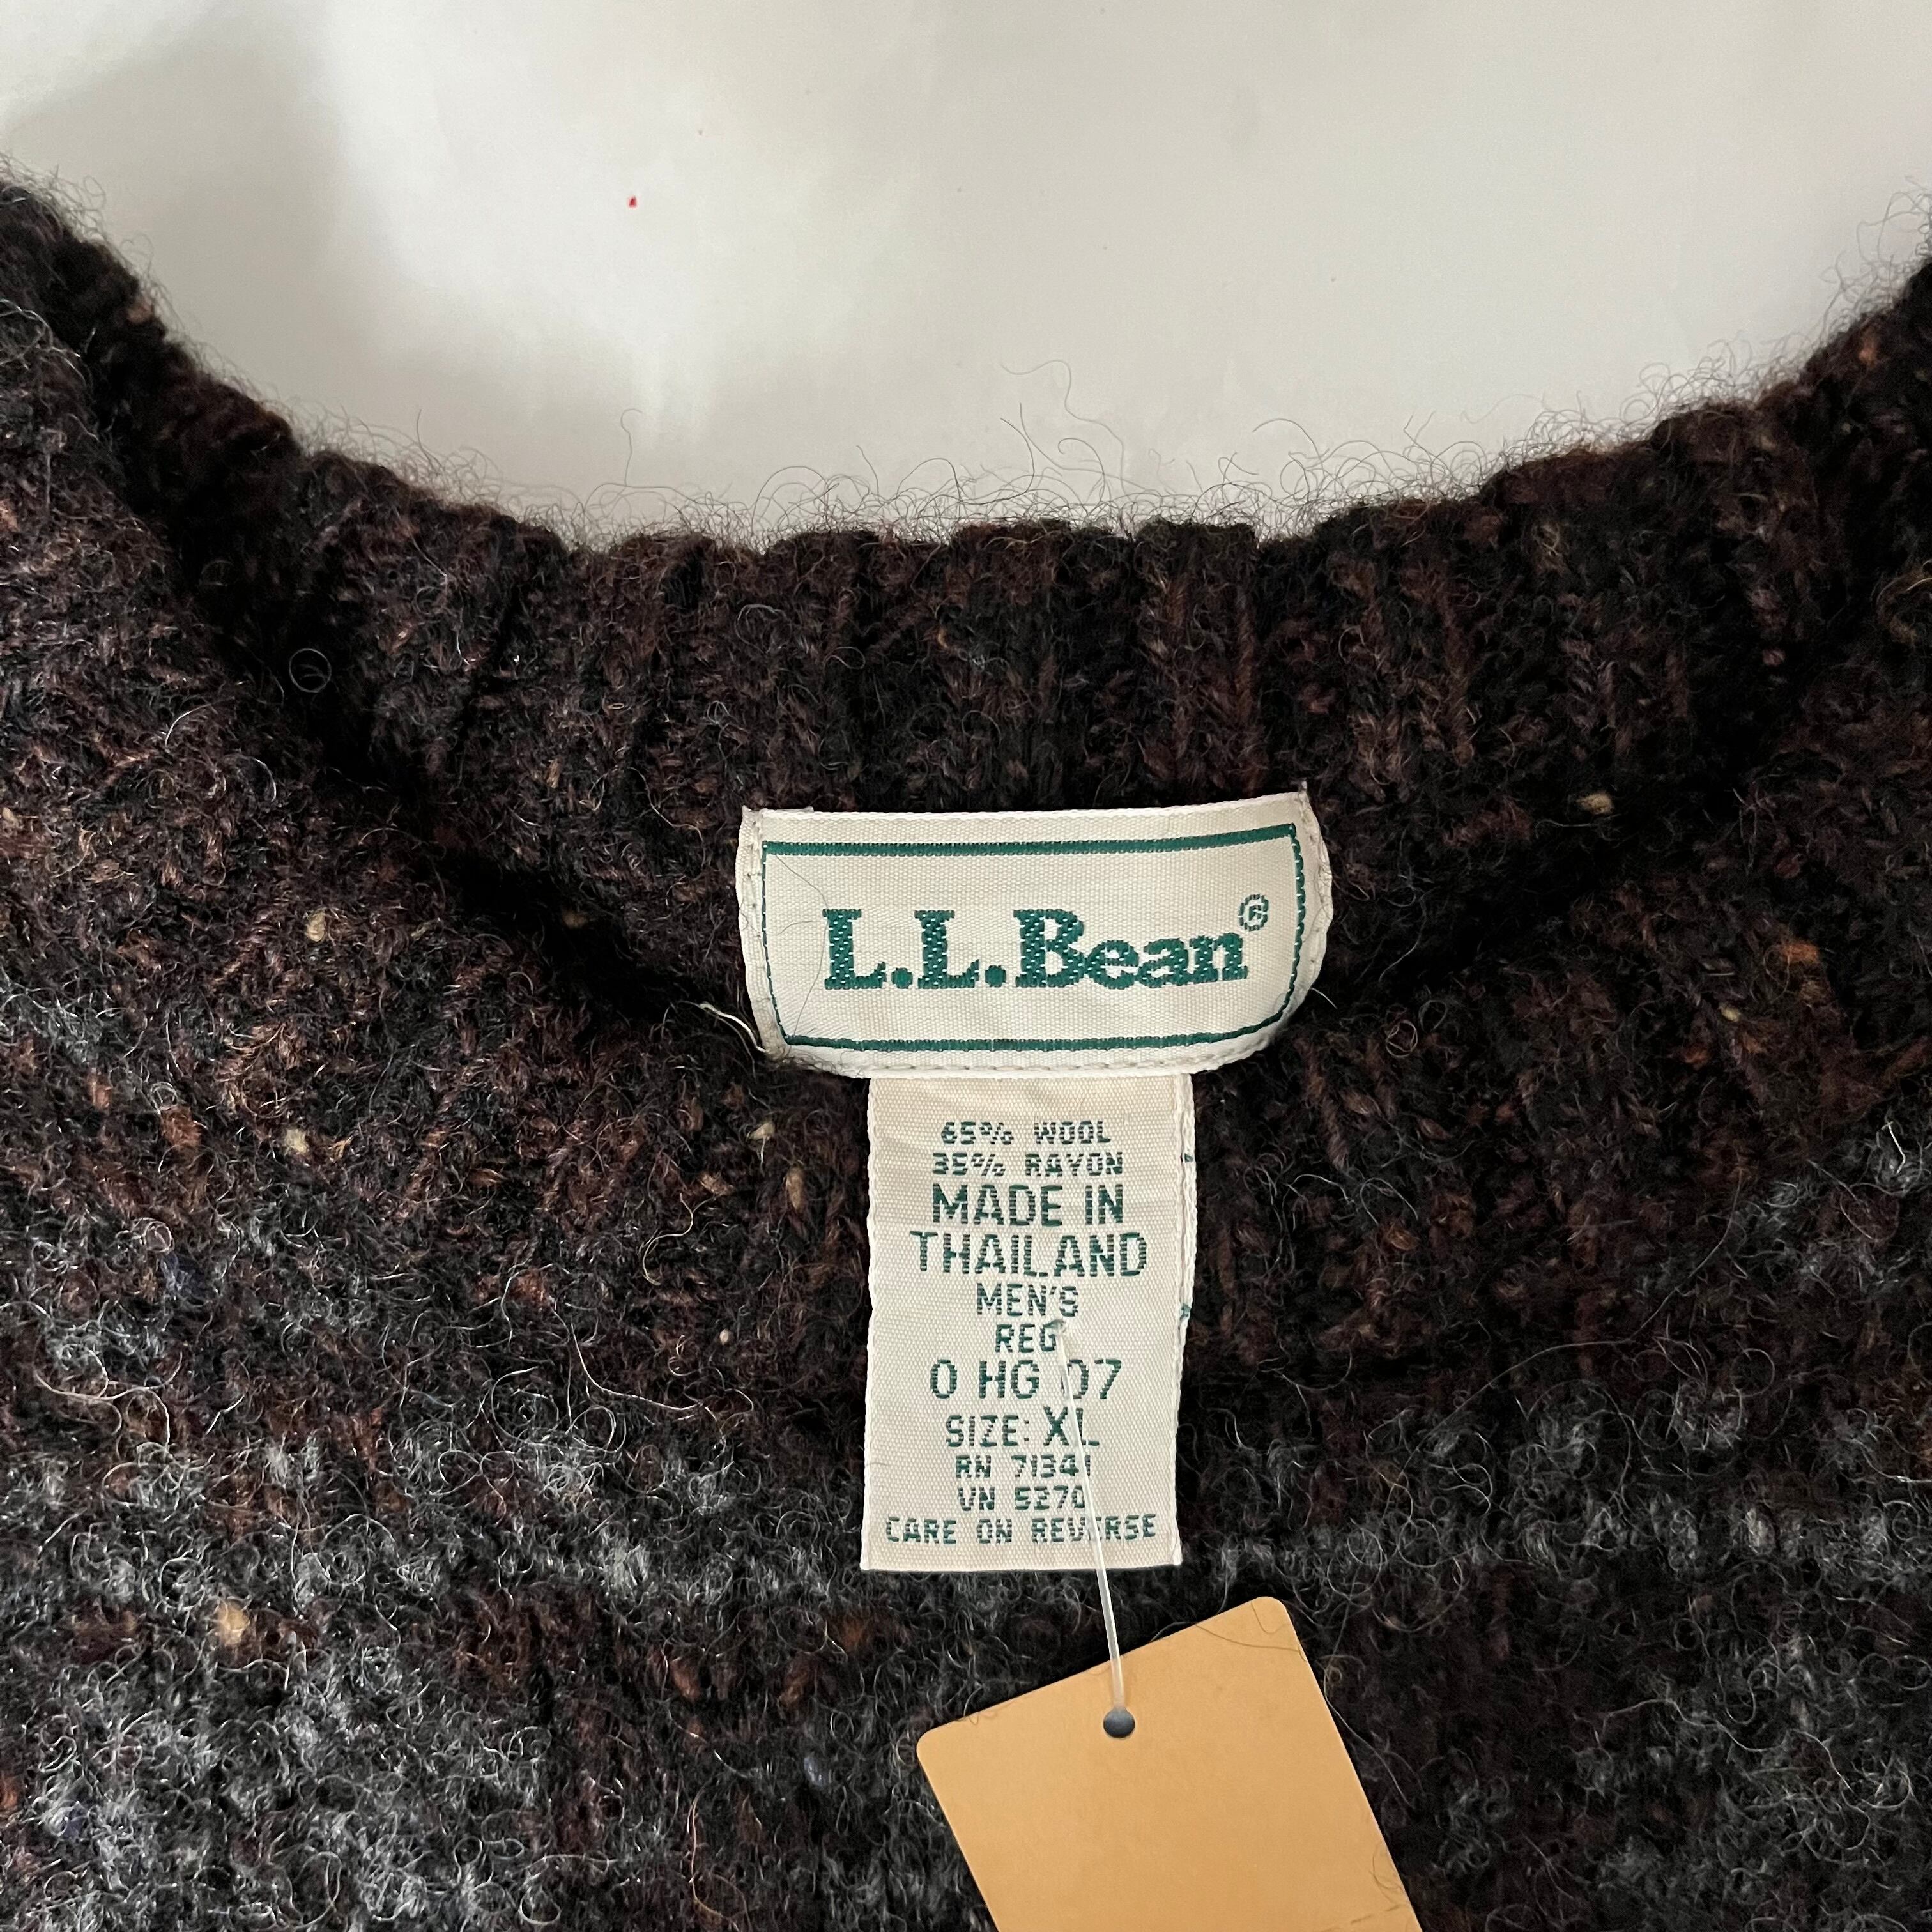 L.L.Bean®
65% WOOL
35% RAYON
MADE IN
THAILAND
MEN'S
REG
0 HG 07
SIZE: XL
RN 71341
VN 5270
CARE ON REVERSE